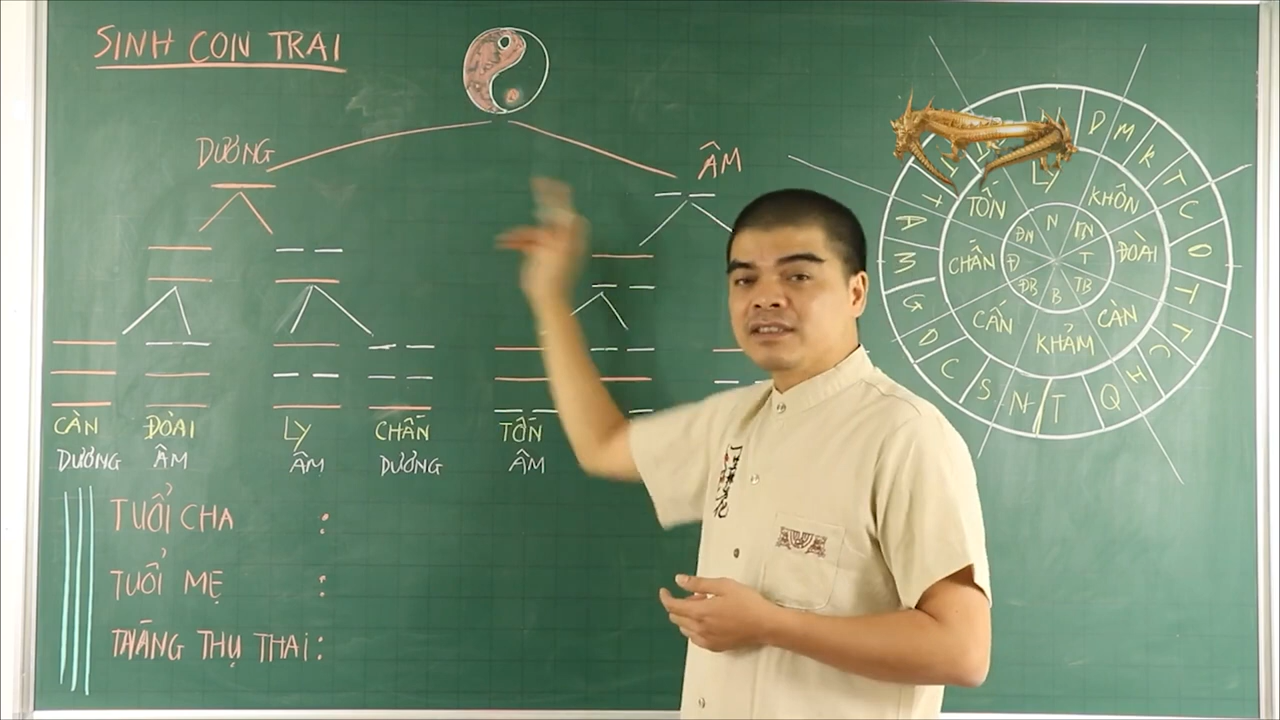 SINH CON TRAI
DƯƠNG
ÂM
CÀN
DƯƠNG
ĐOÀI
ÂM
LY
ÂM
CHẤN
DƯƠNG
TỐN
ÂM
TUỔI CHA :
TUỔI MẸ :
THÁNG THỤ THAI :
D M K T C O T
H Q T N S C D G M A T
LY
KHÔN
ĐOÀI
CÀN
KHẢM
CẤN
CHẤN
TỐN
N
T
TB
B
ĐB
Đ
ĐN